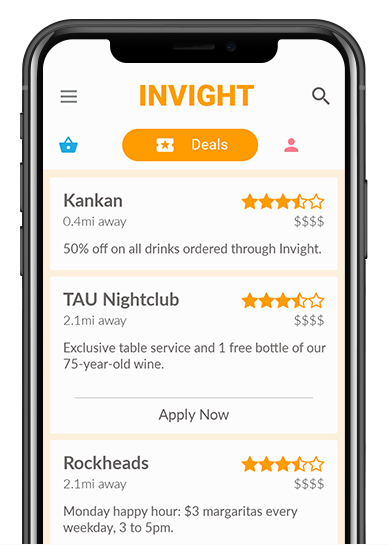 INVIGHT
Deals
Kankan
0.4mi away
$$$$
50% off on all drinks ordered through Invight.
TAU Nightclub
2.1mi away
$$$$
Exclusive table service and 1 free bottle of our
75-year-old wine.
Apply Now
Rockheads
2.1mi away
$$$$
Monday happy hour: $3 margaritas every
weekday, 3 to 5pm.